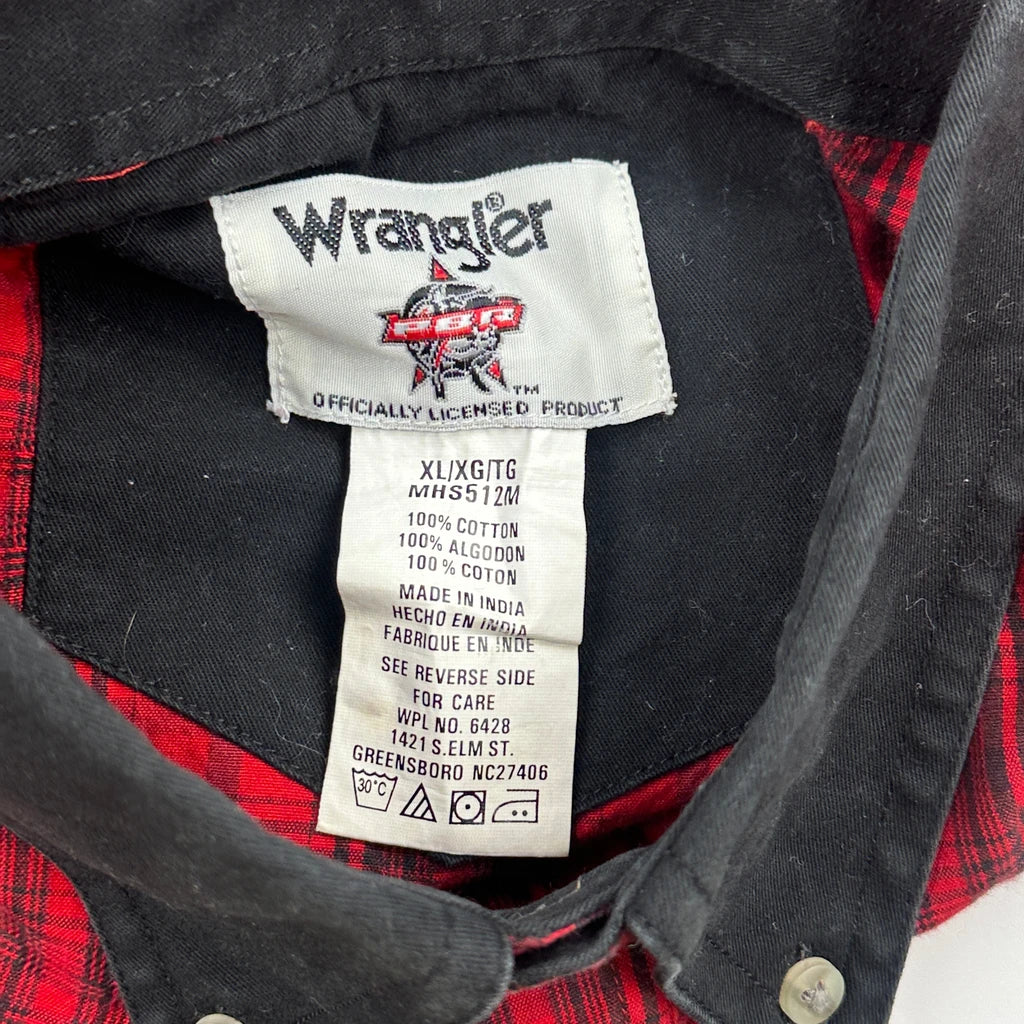 Wrangler®
PBR
TM
OFFICIALLY LICENSED PRODUCT
XL/XG/TG
MHS512M
100% COTTON
100% ALGODON
100% COTON
MADE IN INDIA
HECHO EN INDIA
FABRIQUE EN INDE
SEE REVERSE SIDE
FOR CARE
WPL NO. 6428
1421 S.ELM ST.
GREENSBORO NC27406
30°C